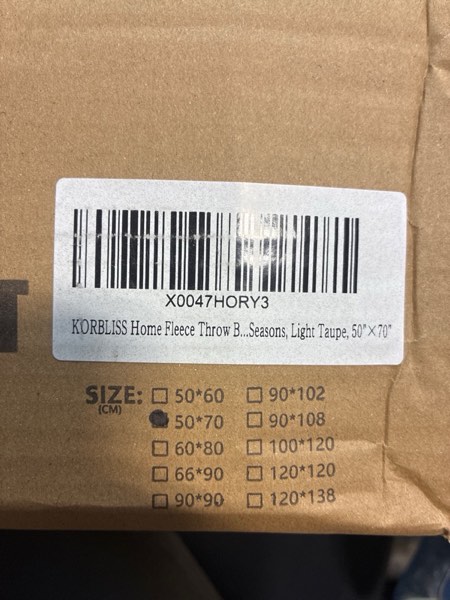 X0047HORY3
KORBLISS Home Fleece Throw B...Seasons, Light Taupe, 50"×70"
SIZE: 50*60 90*102
(CM) 50*70 90*108
60*80 100*120
66*90 120*120
90*90 120*138